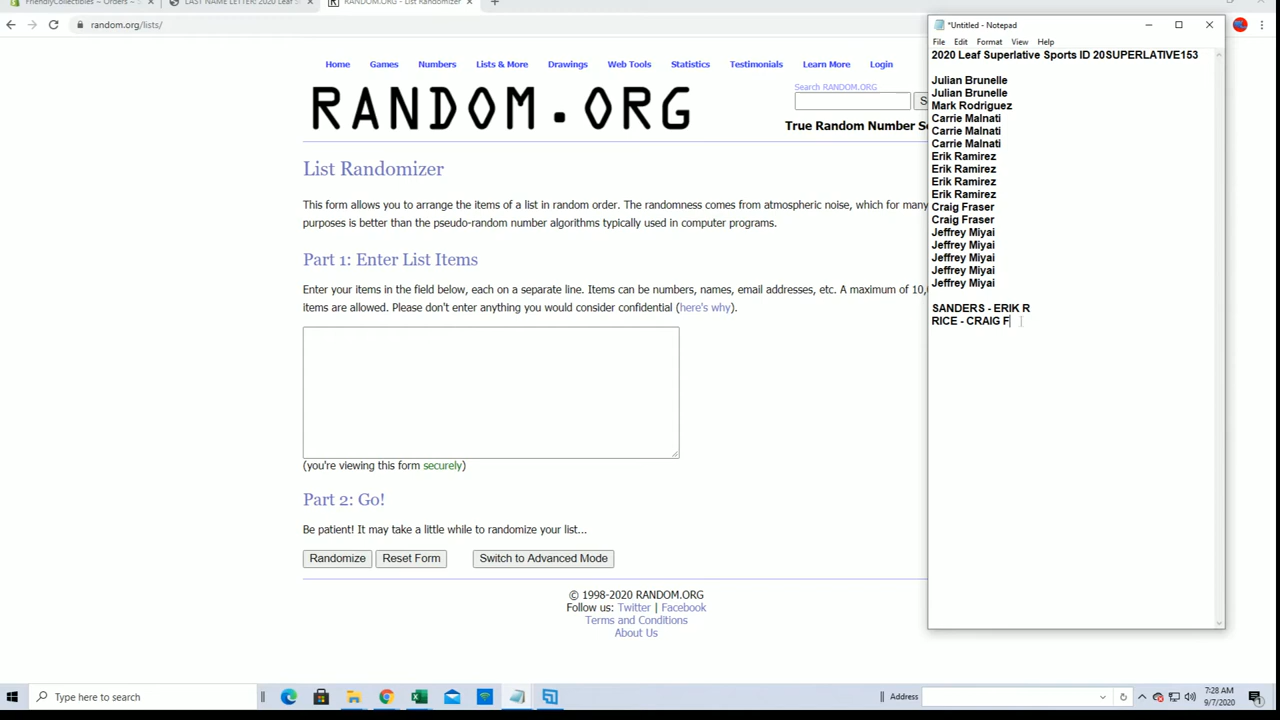 FriendlyCollectibles – Orders –
LAST NAME LETTER: 2020 Leaf S
RANDOM.ORG - List Randomizer
random.org/lists/
Home Games Numbers Lists & More Drawings Web Tools Statistics Testimonials Learn More Login
RANDOM.ORG
Search RANDOM.ORG
True Random Number Se
List Randomizer
This form allows you to arrange the items of a list in random order. The randomness comes from atmospheric noise, which for many
purposes is better than the pseudo-random number algorithms typically used in computer programs.
Part 1: Enter List Items
Enter your items in the field below, each on a separate line. Items can be numbers, names, email addresses, etc. A maximum of 10,
items are allowed. Please don't enter anything you would consider confidential (here's why).
(you're viewing this form securely)
Part 2: Go!
Be patient! It may take a little while to randomize your list...
Randomize Reset Form Switch to Advanced Mode
© 1998-2020 RANDOM.ORG
Follow us: Twitter | Facebook
Terms and Conditions
About Us
*Untitled - Notepad
File Edit Format View Help
2020 Leaf Superlative Sports ID 20SUPERLATIVE153
Julian Brunelle
Julian Brunelle
Mark Rodriguez
Carrie Malnati
Carrie Malnati
Carrie Malnati
Erik Ramirez
Erik Ramirez
Erik Ramirez
Erik Ramirez
Craig Fraser
Craig Fraser
Jeffrey Miyai
Jeffrey Miyai
Jeffrey Miyai
Jeffrey Miyai
Jeffrey Miyai
SANDERS - ERIK R
RICE - CRAIG F
Type here to search
Address
7:28 AM
9/7/2020